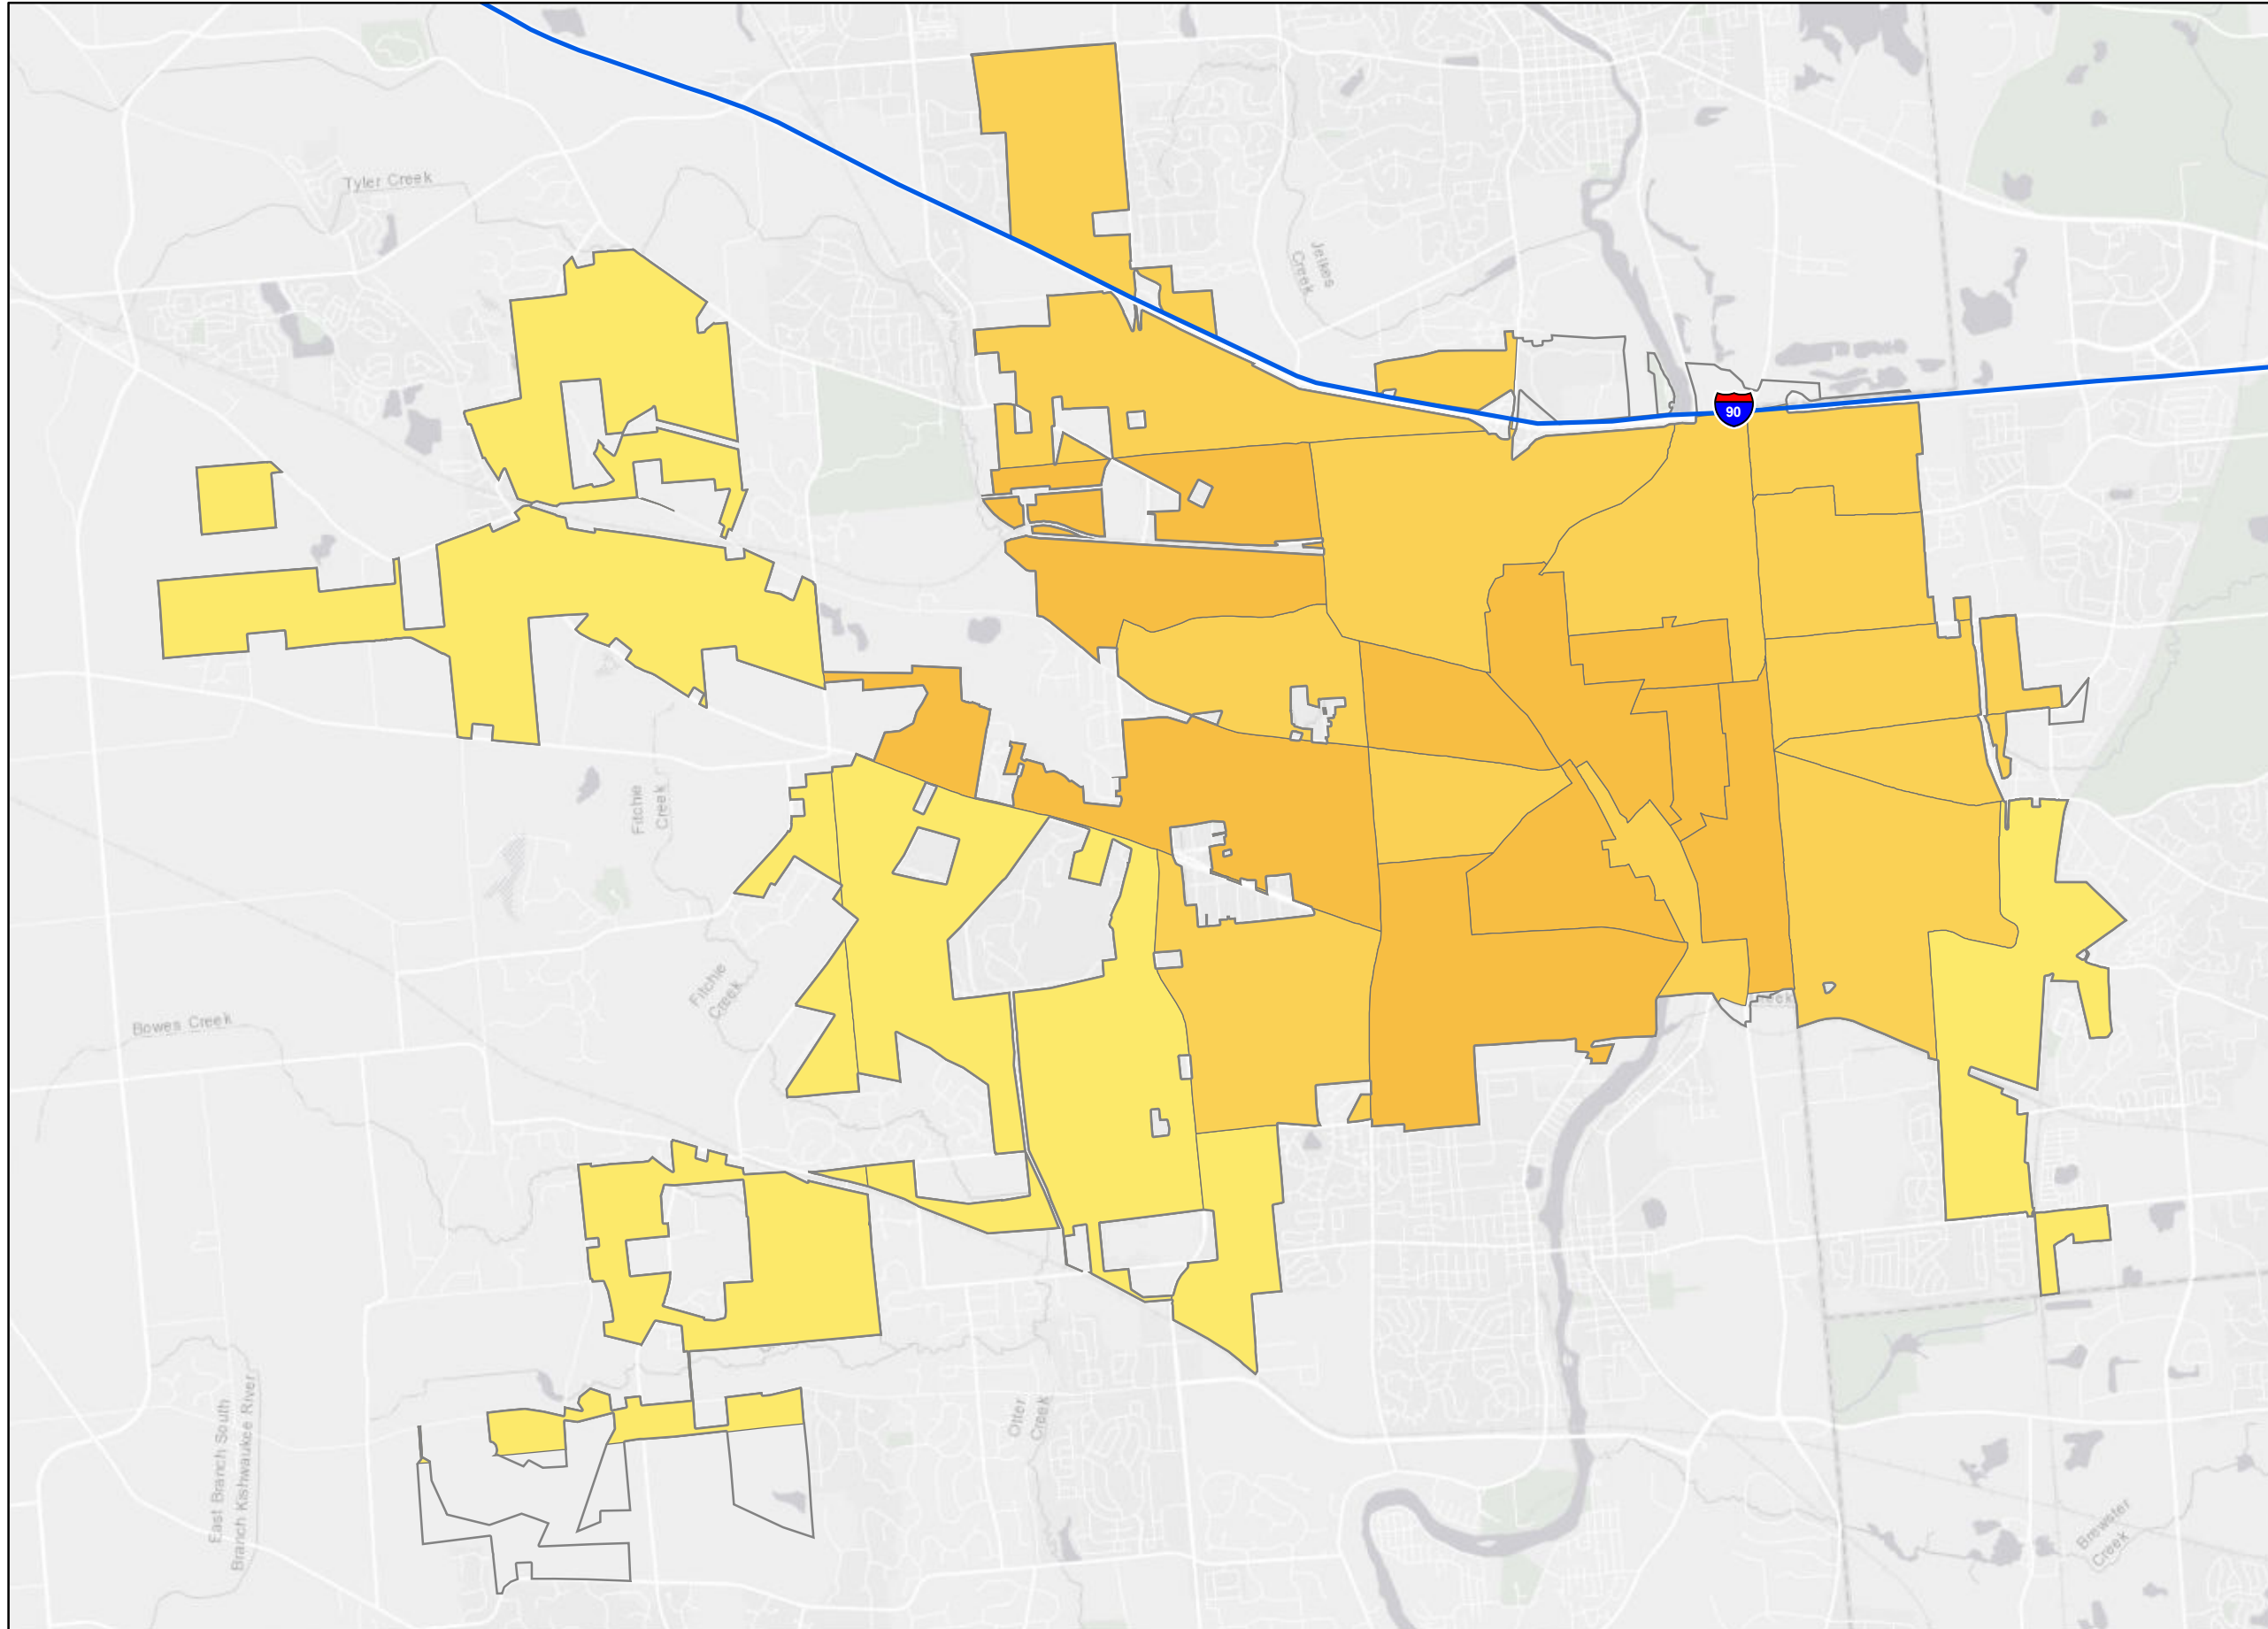 Tyler Creek
Jelkes
Creek
90
Fitchie
Creek
Fitchie
Creek
Bowes Creek
East Branch South
Branch Kishwaukee River
Otter
Creek
Brewster
Creek